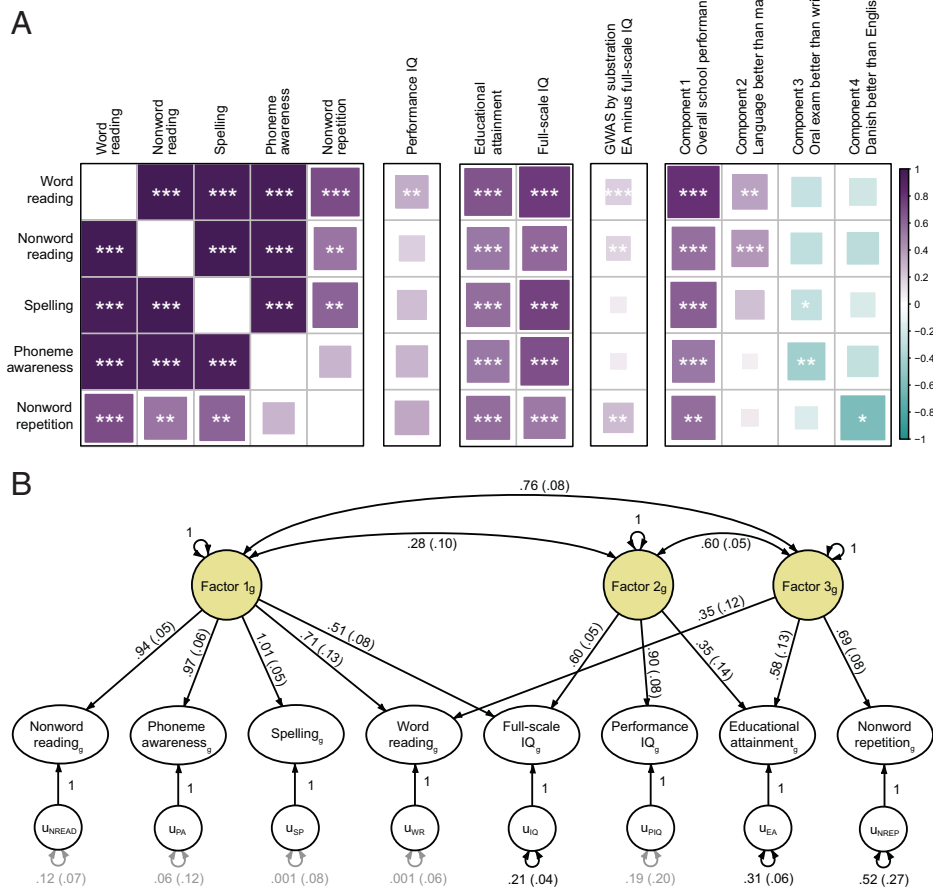 A
Word
reading
Nonword
reading
Spelling
Phoneme
awareness
Nonword
repetition
Performance IQ
Educational
attainment
Full-scale IQ
GWAS by substration
EA minus full-scale IQ
Component 1
Overall school performan
Component 2
Language better than ma
Component 3
Oral exam better than wri
Component 4
Danish better than English
Word
reading
*** *** *** *** ** *** *** *** *** **
Nonword
reading
*** *** *** ** *** *** ** *** ***
Spelling
*** *** *** ** *** *** *** *
Phoneme
awareness
*** *** *** *** *** *** **
Nonword
repetition
*** ** ** *** *** ** ** *
1
0.8
0.6
0.4
0.2
0
−0.2
−0.4
−0.6
−0.8
−1
B
.76 (.08)
.28 (.10)
.60 (.05)
1
1
1
Factor 1g
Factor 2g
Factor 3g
.94 (.05)
.97 (.06)
1.01 (.05)
.71 (.13)
.51 (.08)
.60 (.05)
.90 (.08)
.35 (.14)
.35 (.12)
.58 (.13)
.69 (.08)
Nonword
readingg
Phoneme
awarenessg
Spellingg
Word
readingg
Full-scale
IQg
Performance
IQg
Educational
attainmentg
Nonword
repetitiong
1 1 1 1 1 1 1 1
uNREAD uPA uSP uWR uIQ uPIQ uEA uNREP
.12 (.07) .06 (.12) .001 (.08) .001 (.06) .21 (.04) .19 (.20) .31 (.06) .52 (.27)